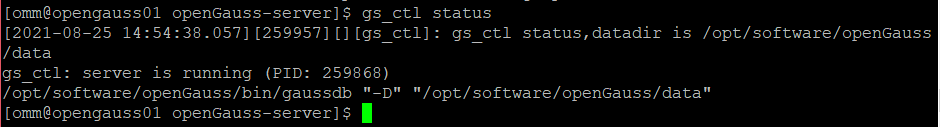 [omm@opengauss01 openGauss-server]$ gs_ctl status
[2021-08-25 14:54:38.057][259957][][gs_ctl]: gs_ctl status,datadir is /opt/software/openGauss
/data
gs_ctl: server is running (PID: 259868)
/opt/software/openGauss/bin/gaussdb "-D" "/opt/software/openGauss/data"
[omm@opengauss01 openGauss-server]$